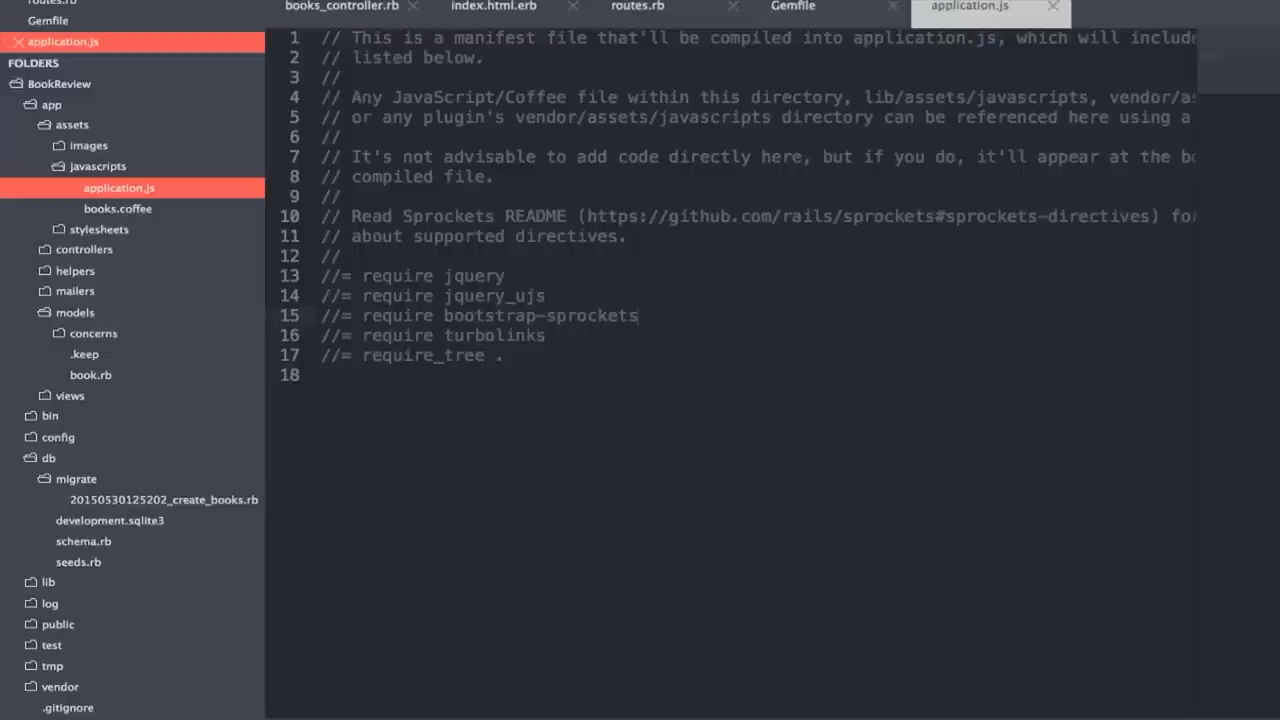 routes.rb
Gemfile
application.js
FOLDERS
BookReview
app
assets
images
javascripts
application.js
books.coffee
stylesheets
controllers
helpers
mailers
models
concerns
.keep
book.rb
views
bin
config
db
migrate
20150530125202_create_books.rb
development.sqlite3
schema.rb
seeds.rb
lib
log
public
test
tmp
vendor
.gitignore
books_controller.rb index.html.erb routes.rb Gemfile application.js
1 // This is a manifest file that'll be compiled into application.js, which will include
2 // listed below.
3 //
4 // Any JavaScript/Coffee file within this directory, lib/assets/javascripts, vendor/as
5 // or any plugin's vendor/assets/javascripts directory can be referenced here using a
6 //
7 // It's not advisable to add code directly here, but if you do, it'll appear at the bo
8 // compiled file.
9 //
10 // Read Sprockets README (https://github.com/rails/sprockets#sprockets-directives) for
11 // about supported directives.
12 //
13 //= require jquery
14 //= require jquery_ujs
15 //= require bootstrap-sprockets
16 //= require turbolinks
17 //= require_tree .
18